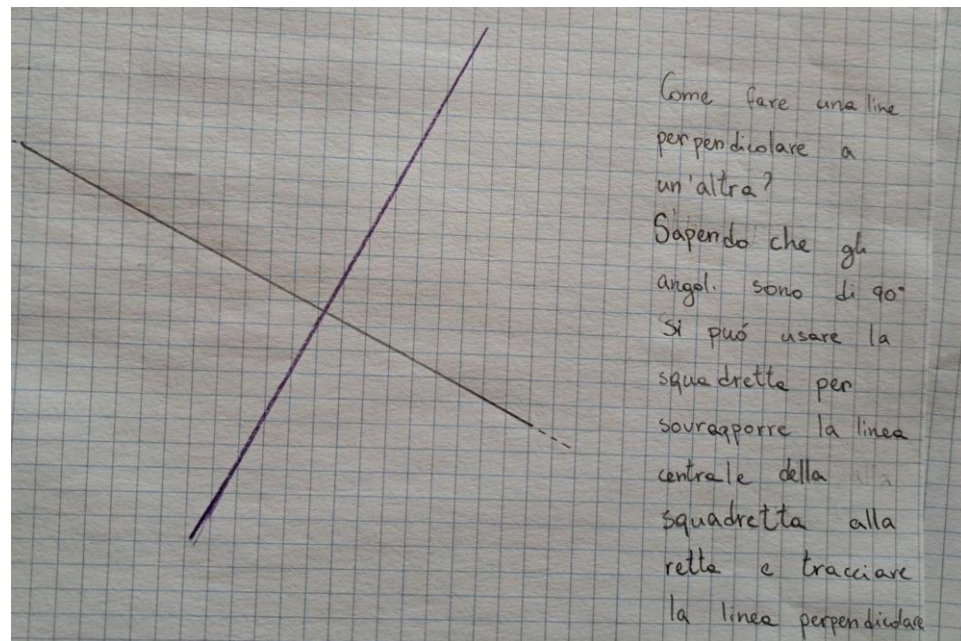 Come fare una line
perpendicolare a
un'altra?
Sapendo che gli
angoli sono di 90°
si puó usare la
squadretta per
sovrapporre la linea
centrale della
squadretta alla
retta e tracciare
la linea perpendicolare